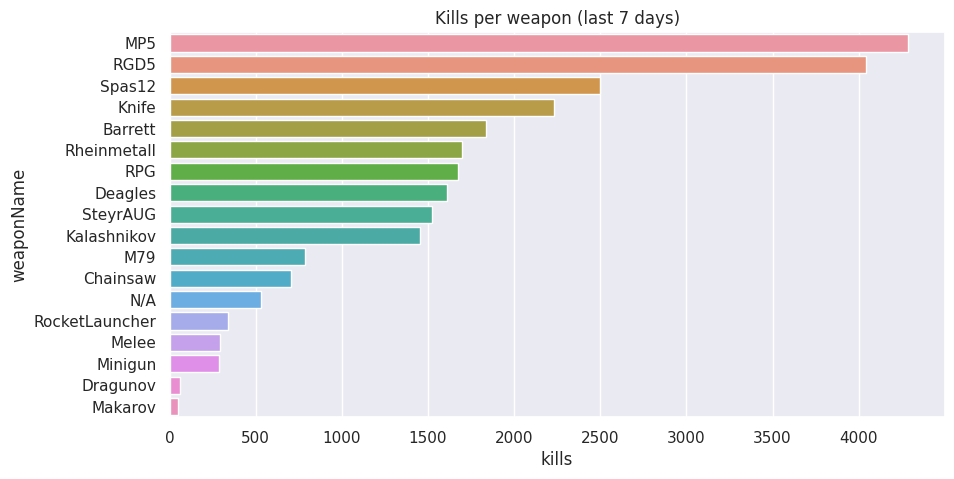 Kills per weapon (last 7 days)
weaponName
MP5
RGD5
Spas12
Knife
Barrett
Rheinmetall
RPG
Deagles
SteyrAUG
Kalashnikov
M79
Chainsaw
N/A
RocketLauncher
Melee
Minigun
Dragunov
Makarov
0 500 1000 1500 2000 2500 3000 3500 4000
kills